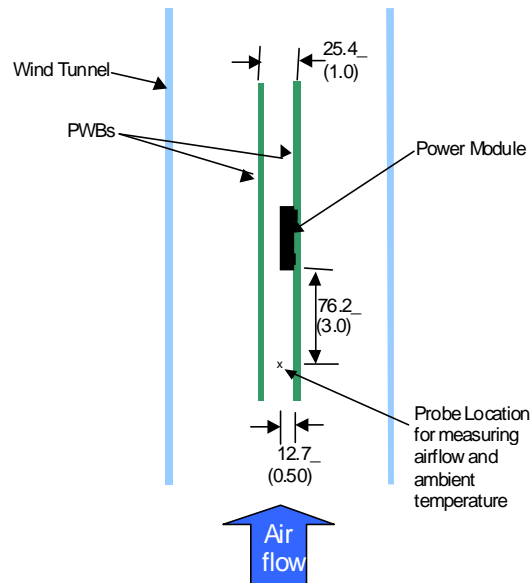 25.4_
(1.0)
Wind Tunnel
PWBs
Power Module
76.2_
(3.0)
x
Probe Location
for measuring
airflow and
ambient
temperature
12.7_
(0.50)
Air
flow